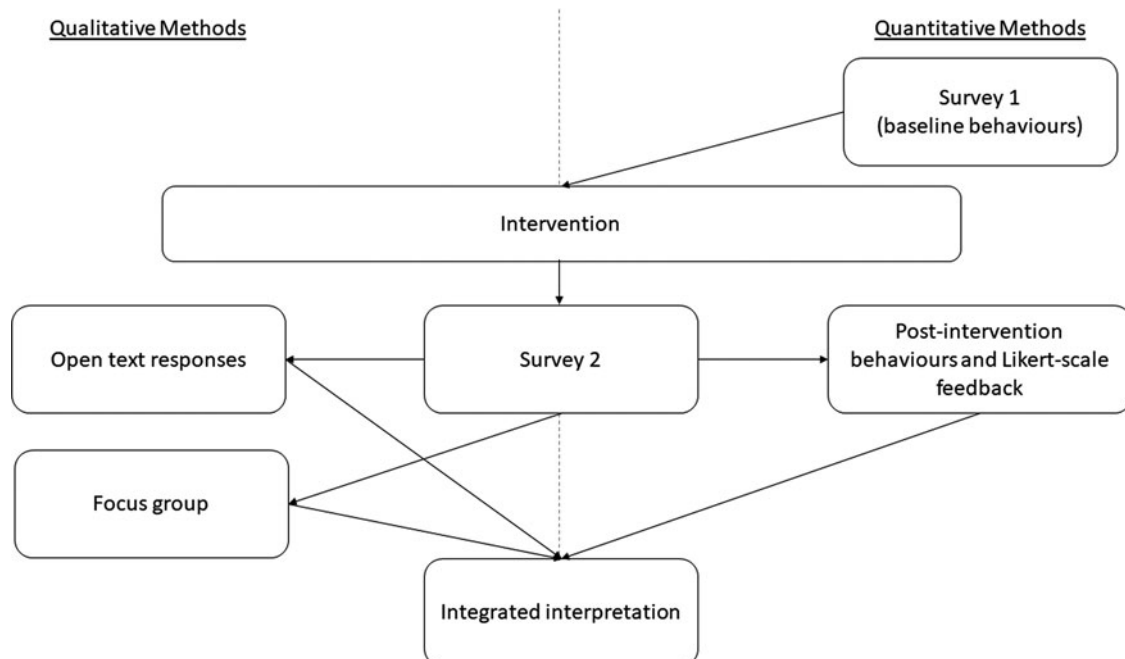 Qualitative Methods
Quantitative Methods
Survey 1
(baseline behaviours)
Intervention
Open text responses
Survey 2
Post-intervention
behaviours and Likert-scale
feedback
Focus group
Integrated interpretation